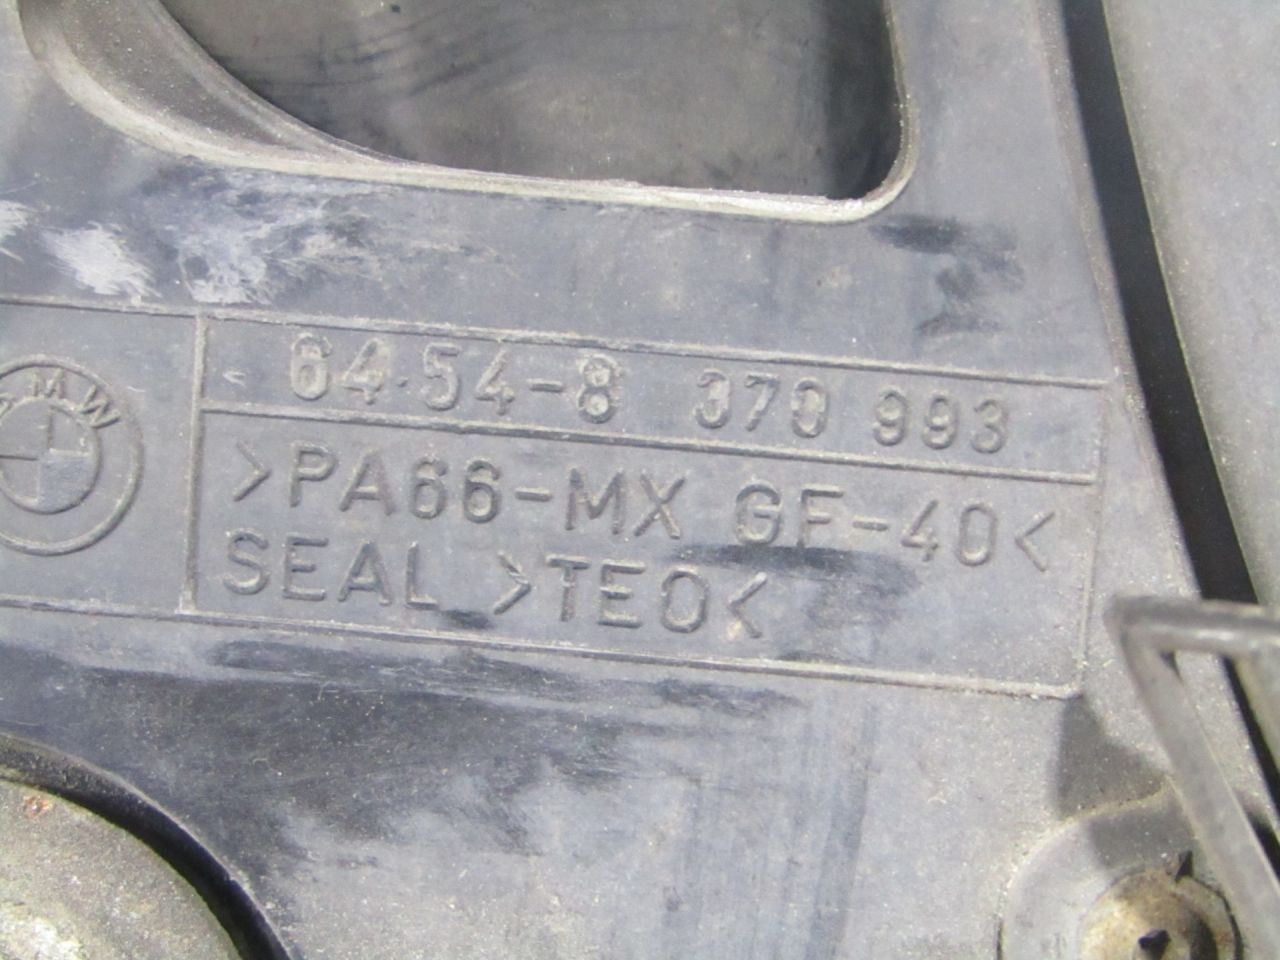 BMW
64.54-8 370 993
>PA66-MX GF-40<
SEAL >TEO<